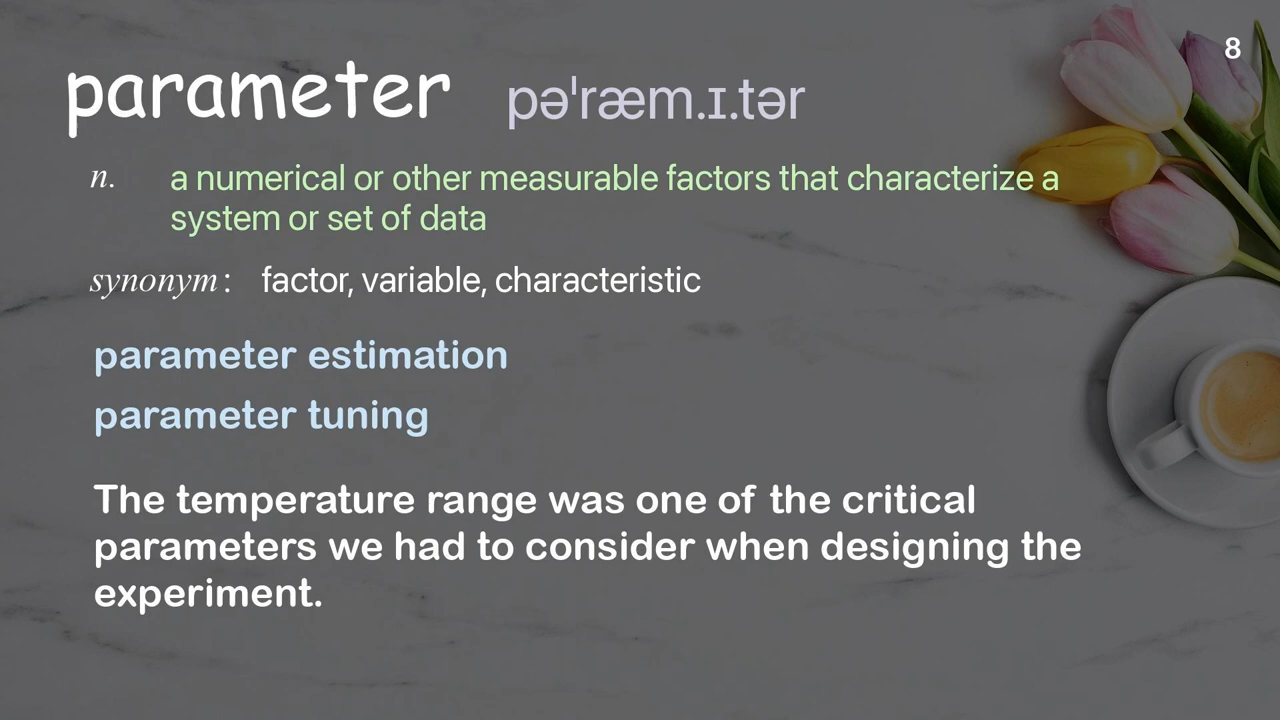 8
parameter pəˈræm.ɪ.tər
n. a numerical or other measurable factors that characterize a
system or set of data
synonym : factor, variable, characteristic
parameter estimation
parameter tuning
The temperature range was one of the critical
parameters we had to consider when designing the
experiment.